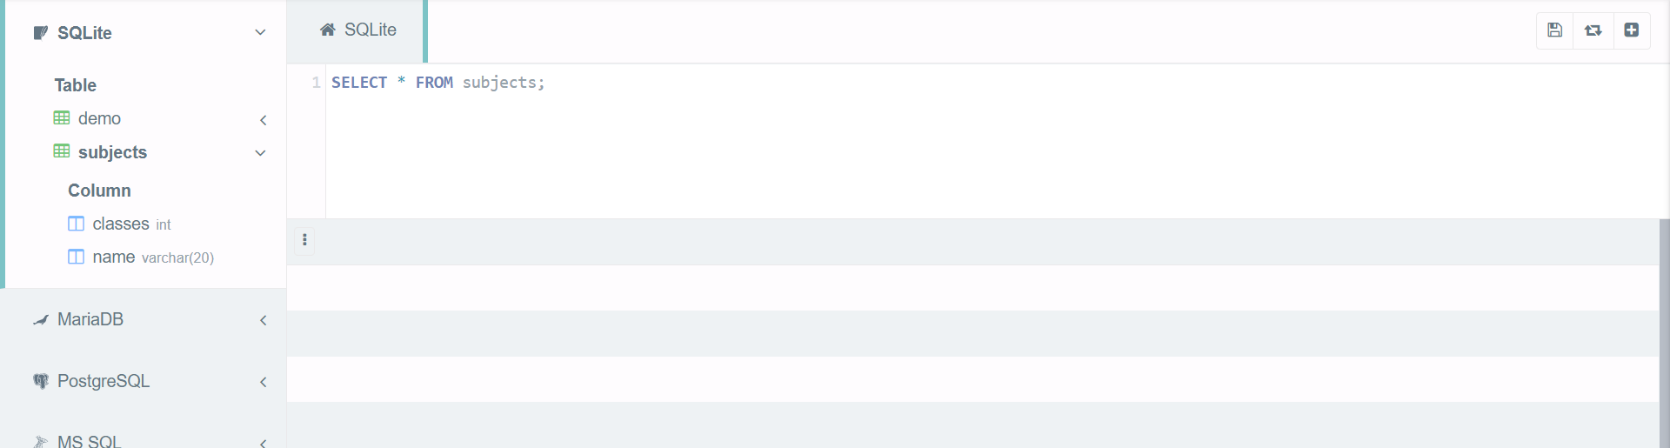 SQLite
Table
demo
subjects
Column
classes int
name varchar(20)
MariaDB
PostgreSQL
MS SQL
SQLite
1 SELECT * FROM subjects;